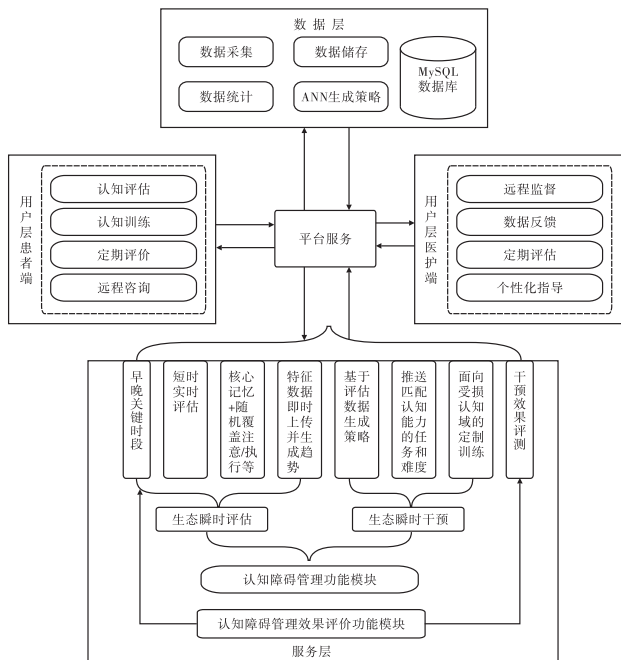 数据层
数据采集
数据储存
数据统计
ANN生成策略
MySQL
数据库
用户层患者端
认知评估
认知训练
定期评价
远程咨询
平台服务
用户层医护端
远程监督
数据反馈
定期评估
个性化指导
早晚关键时段
短时
实时
评估
核心
记忆
+随
机覆
盖注
意/执
行等
特征
数据
即时
上传
并生
成趋
势
基于
评估
数据
生成
策略
推送
匹配
认知
能力
的任
务和
难度
面向
受损
认知
域的
定制
训练
干预效果评测
生态瞬时评估
生态瞬时干预
认知障碍管理功能模块
认知障碍管理效果评价功能模块
服务层